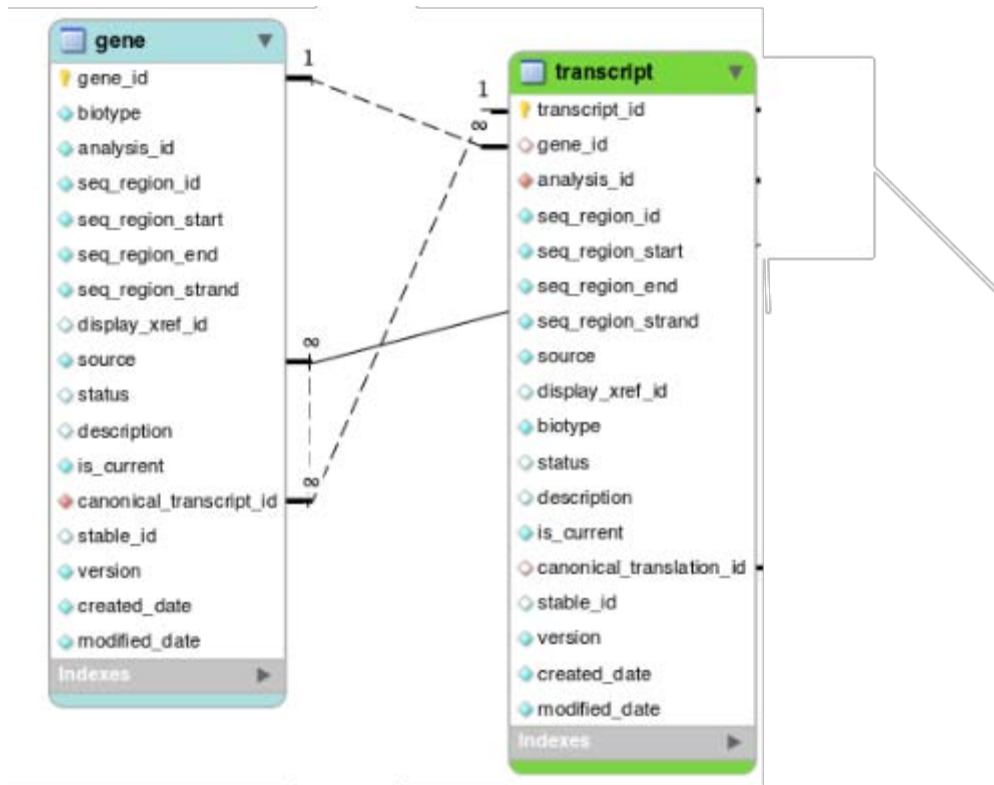 gene
1
gene_id
biotype
analysis_id
seq_region_id
seq_region_start
seq_region_end
seq_region_strand
display_xref_id
∞
source
status
description
is_current
∞
canonical_transcript_id
stable_id
version
created_date
modified_date
Indexes
transcript
1
transcript_id
∞
gene_id
analysis_id
seq_region_id
seq_region_start
seq_region_end
seq_region_strand
source
display_xref_id
biotype
status
description
is_current
canonical_translation_id
stable_id
version
created_date
modified_date
Indexes